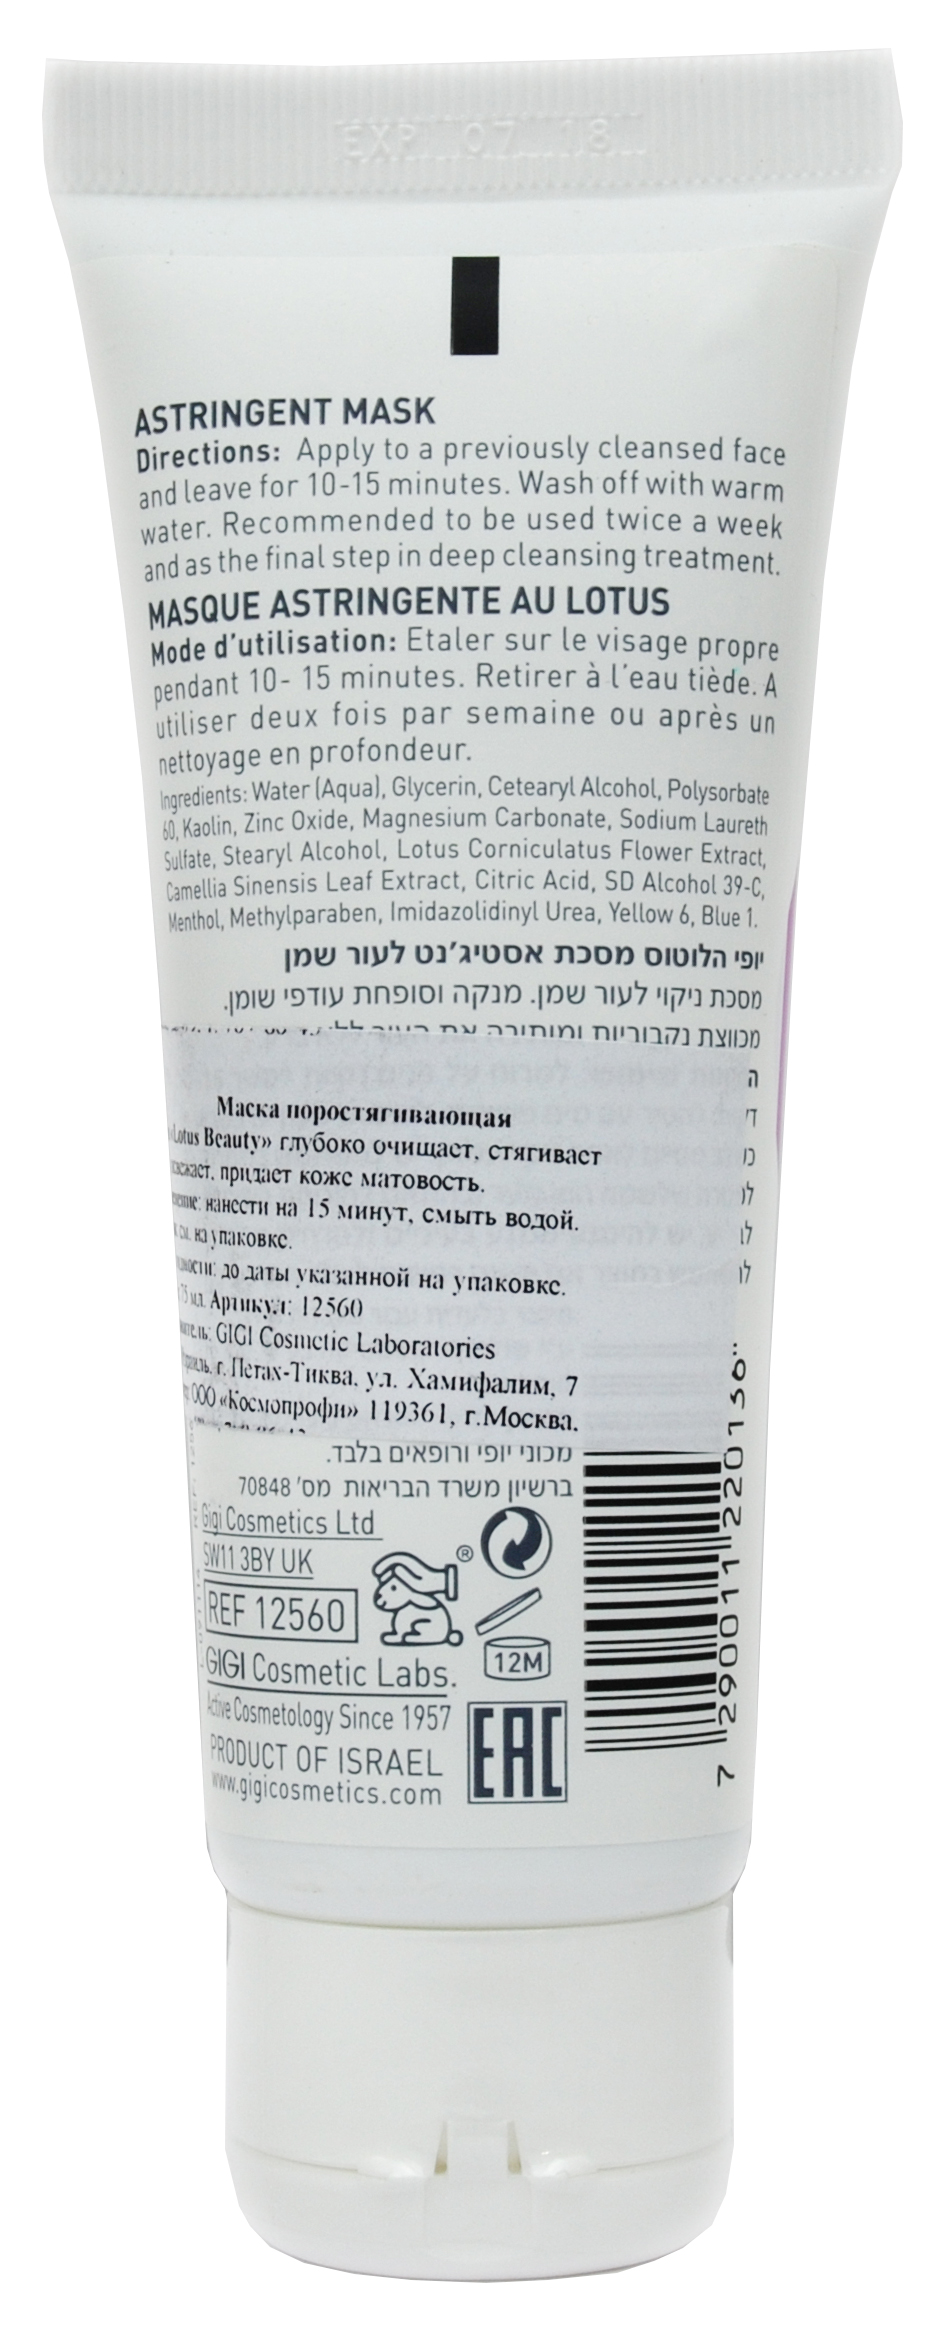 EXP 07 18
ASTRINGENT MASK
Directions: Apply to a previously cleansed face
and leave for 10-15 minutes. Wash off with warm
water. Recommended to be used twice a week
and as the final step in deep cleansing treatment.
MASQUE ASTRINGENTE AU LOTUS
Mode d'utilisation: Etaler sur le visage propre
pendant 10- 15 minutes. Retirer à l'eau tiède. A
utiliser deux fois par semaine ou après un
nettoyage en profondeur.
Ingredients: Water (Aqua), Glycerin, Cetearyl Alcohol, Polysorbate
60, Kaolin, Zinc Oxide, Magnesium Carbonate, Sodium Laureth
Sulfate, Stearyl Alcohol, Lotus Corniculatus Flower Extract,
Camellia Sinensis Leaf Extract, Citric Acid, SD Alcohol 39-C,
Menthol, Methylparaben, Imidazolidinyl Urea, Yellow 6, Blue 1.
יופי הלוטוס מסכת אסטיג'נט לעור שמן
מסכת ניקוי לעור שמן. מנקה וסופחת עודפי שומן.
מכווצת נקבוביות ומותירה את העור
Маска поростягивающая
«Lotus Beauty» глубоко очищает, стягивает
придает коже матовость.
нанести на 15 минут, смыть водой.
см. на упаковке.
до даты указанной на упаковке.
75 мл. Артикул: 12560
GIGI Cosmetic Laboratories
г. Петах-Тиква, ул. Хамифалим, 7
ООО «Космопрофи» 119361, г.Москва.
מכוני יופי ורופאים בלבד.
ברשיון משרד הבריאות מס' 70848
Gigi Cosmetics Ltd
SW11 3BY UK
REF 12560
®
12M
GIGI Cosmetic Labs.
Active Cosmetology Since 1957
PRODUCT OF ISRAEL
www.gigicosmetics.com
EAC
7 290011 220136